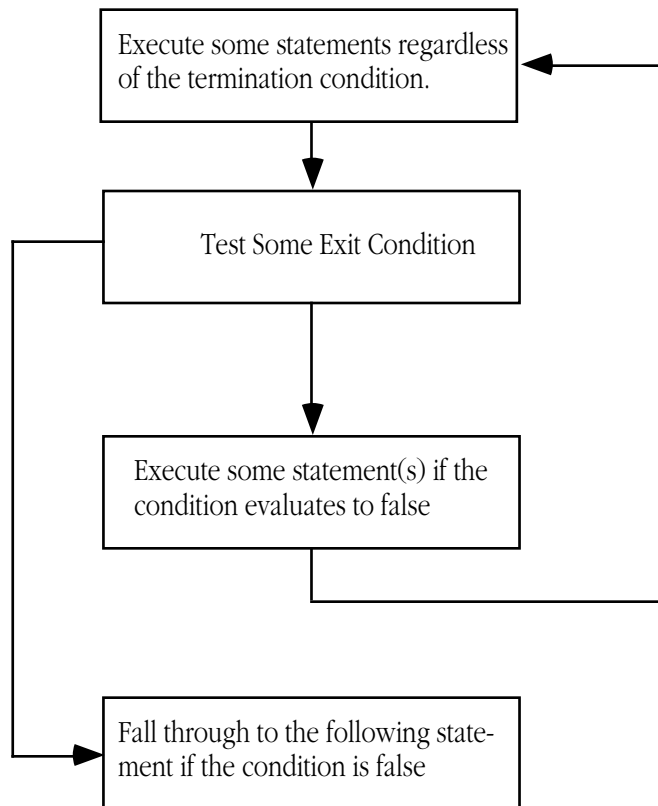 Execute some statements regardless
of the termination condition.
Test Some Exit Condition
Execute some statement(s) if the
condition evaluates to false
Fall through to the following state-
ment if the condition is false